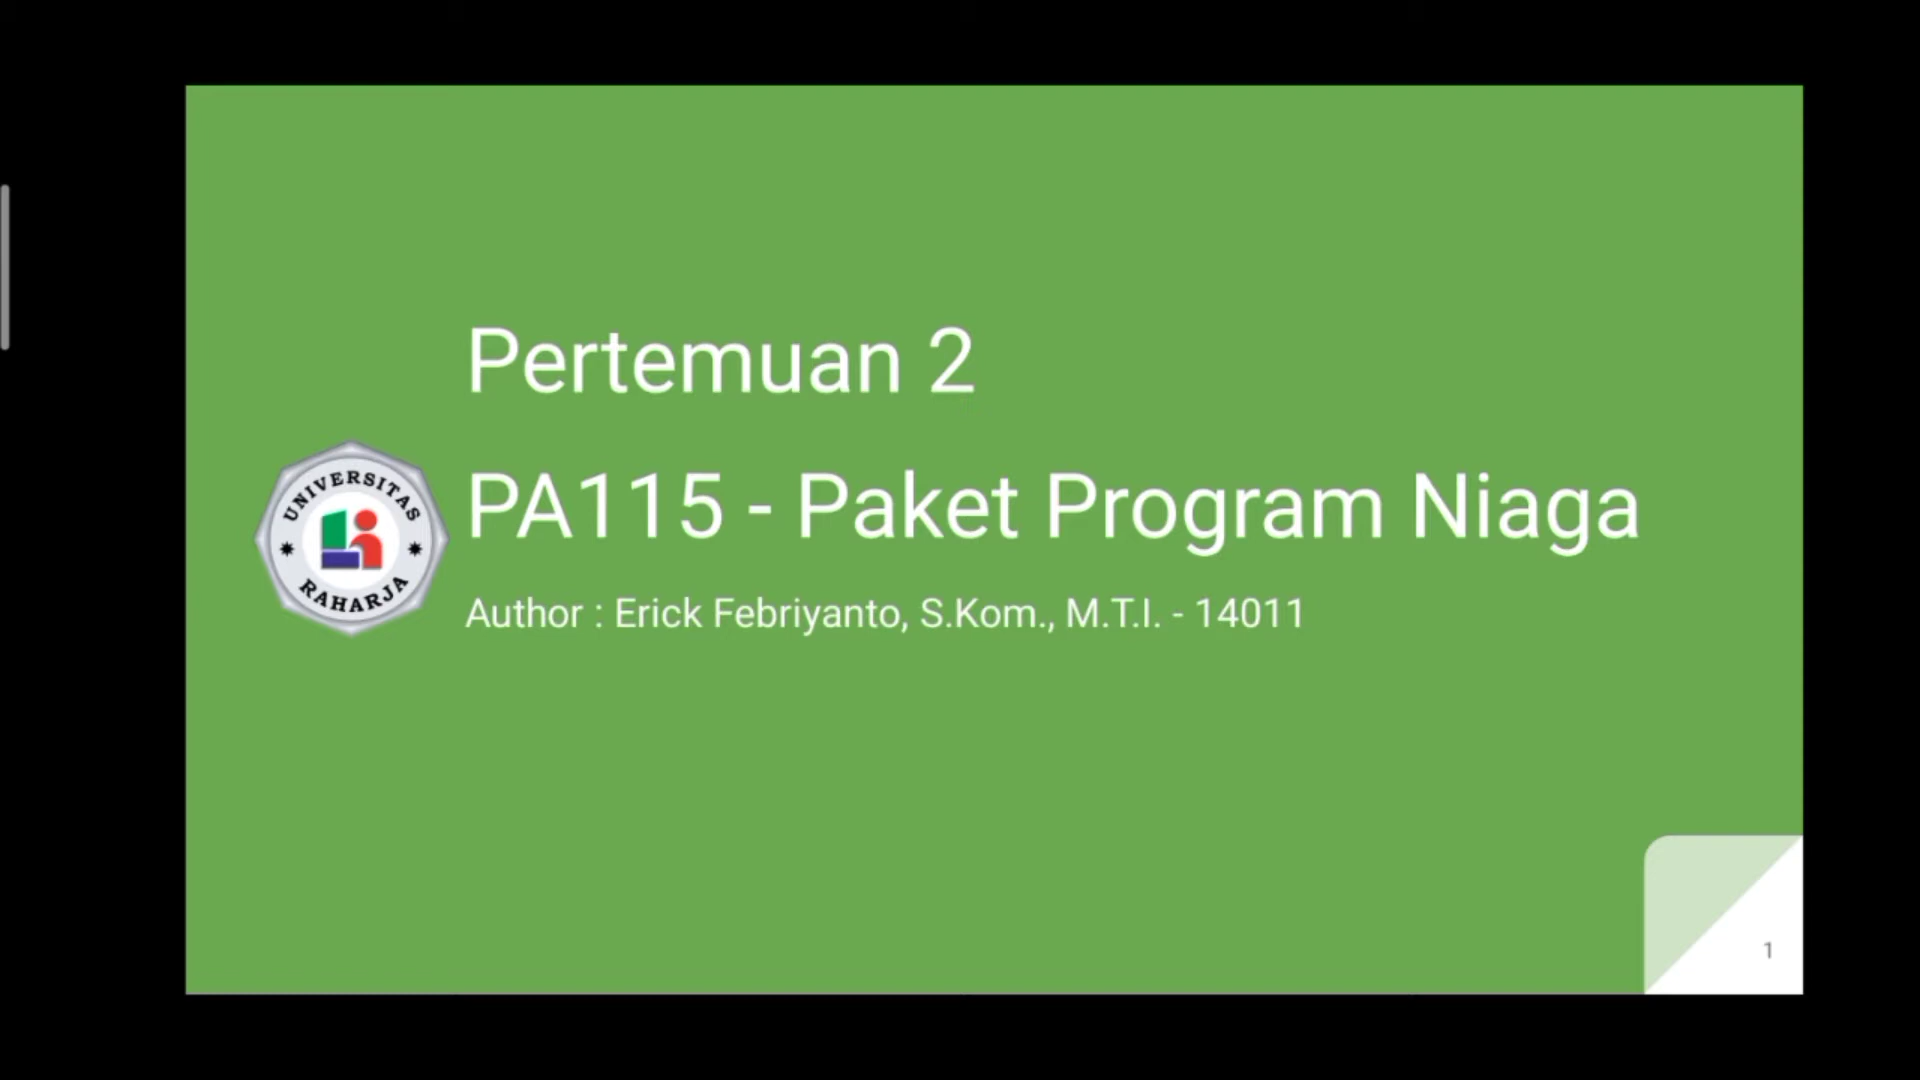 Pertemuan 2
PA115 - Paket Program Niaga
Author : Erick Febriyanto, S.Kom., M.T.I. - 14011
UNIVERSITAS
RAHARJA
1